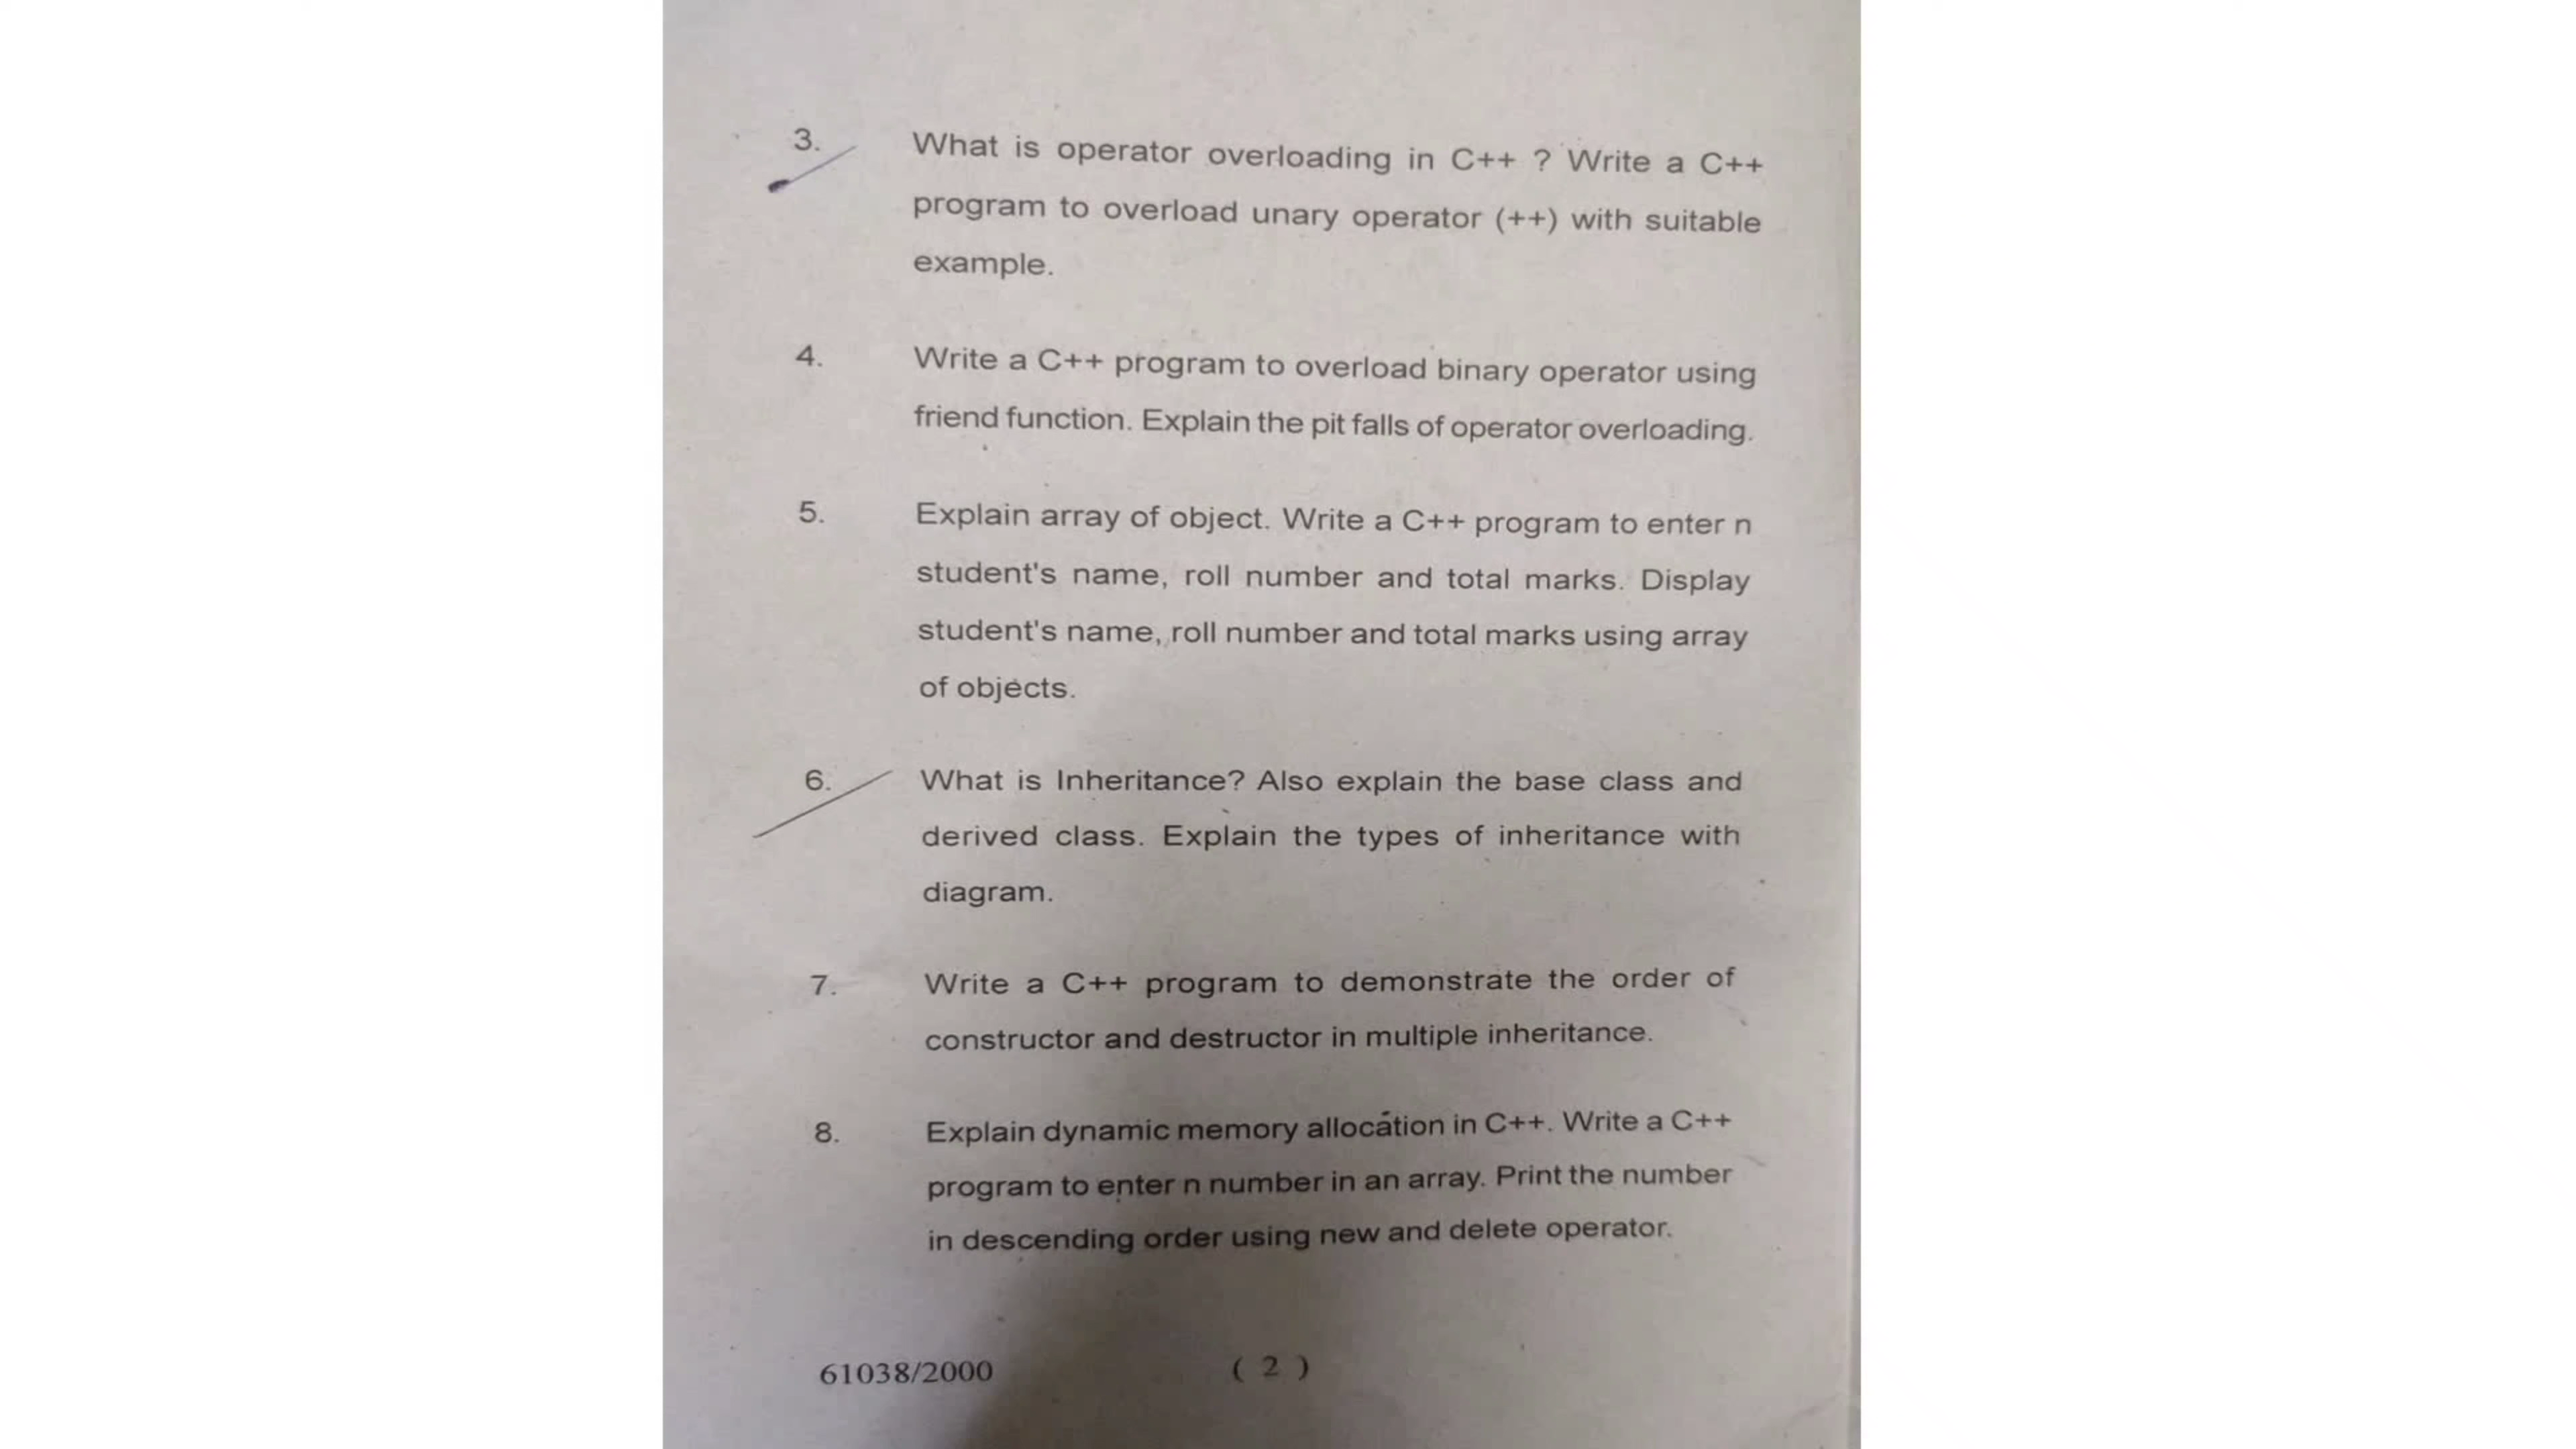 3. What is operator overloading in C++ ? Write a C++
program to overload unary operator (++) with suitable
example.
4. Write a C++ program to overload binary operator using
friend function. Explain the pit falls of operator overloading.
5. Explain array of object. Write a C++ program to enter n
student's name, roll number and total marks. Display
student's name, roll number and total marks using array
of objects.
6. What is Inheritance? Also explain the base class and
derived class. Explain the types of inheritance with
diagram.
7. Write a C++ program to demonstrate the order of
constructor and destructor in multiple inheritance.
8. Explain dynamic memory allocation in C++. Write a C++
program to enter n number in an array. Print the number
in descending order using new and delete operator.
61038/2000 ( 2 )